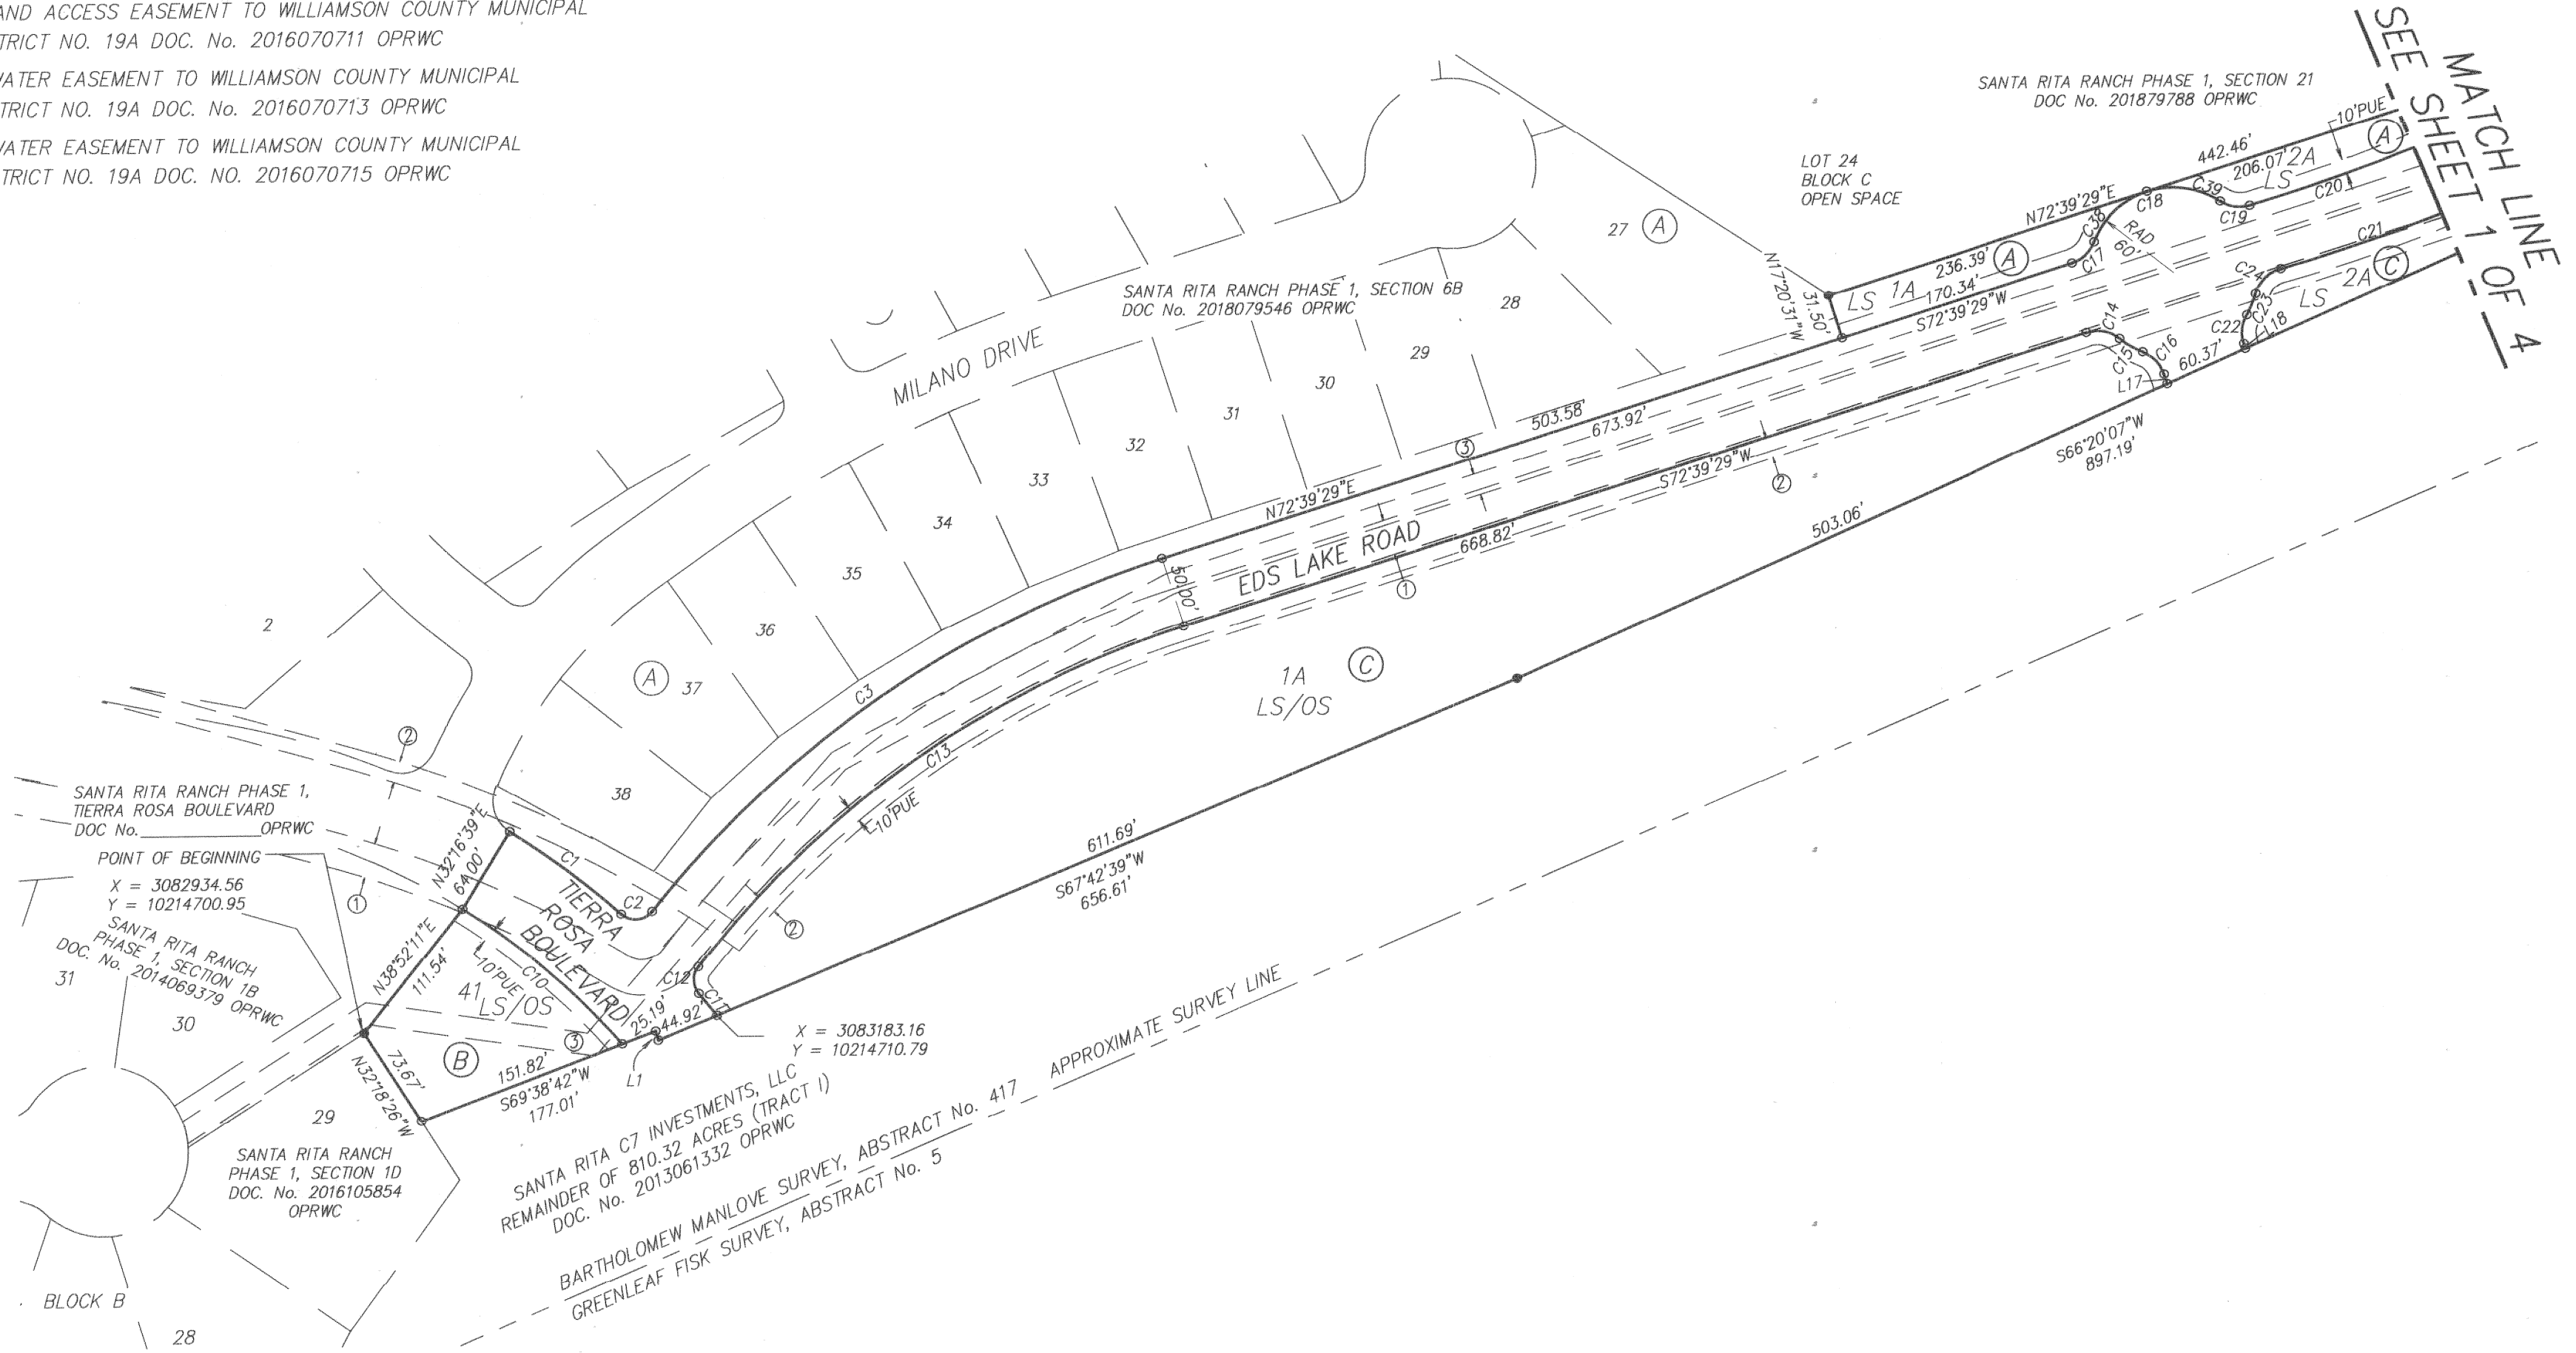 AND ACCESS EASEMENT TO WILLIAMSON COUNTY MUNICIPAL
TRICT NO. 19A DOC. No. 2016070711 OPRWC
WATER EASEMENT TO WILLIAMSON COUNTY MUNICIPAL
TRICT NO. 19A DOC. No. 2016070713 OPRWC
WATER EASEMENT TO WILLIAMSON COUNTY MUNICIPAL
TRICT NO. 19A DOC. NO. 2016070715 OPRWC
MATCH LINE
SEE SHEET 1 OF 4
SANTA RITA RANCH PHASE 1, SECTION 21
DOC No. 201879788 OPRWC
LOT 24
BLOCK C
OPEN SPACE
10'PUE
A
442.46'
206.07'
2A
LS
N72°39'29"E
C39
C18
C19
C20
C38
C17
RAD
60'
236.39'
A
LS 1A
170.34'
S72°39'29"W
N17°20'31"W
31.50'
C21
C
2A
LS
C24
C23
C22
L18
C14
C15
C16
L17
60.37'
S66°20'07"W
897.19'
27 A
28
29
30
31
32
33
34
35
36
A 37
38
2
SANTA RITA RANCH PHASE 1, SECTION 6B
DOC No. 2018079546 OPRWC
MILANO DRIVE
503.58'
673.92'
3
N72°39'29"E
S72°39'29"W
2
EDS LAKE ROAD
668.82'
1
50.00'
503.06'
1A C
LS/OS
C3
C13
10'PUE
2
611.69'
S67°42'39"W
656.61'
2
SANTA RITA RANCH PHASE 1,
TIERRA ROSA BOULEVARD
DOC No.____________OPRWC
POINT OF BEGINNING
X = 3082934.56
Y = 10214700.95
1
N32°16'39"E
64.00'
C1
C2
TIERRA
ROSA
BOULEVARD
SANTA RITA RANCH
PHASE 1, SECTION 1B
DOC. No. 2014069379 OPRWC
31
30
N38°52'11"E
111.54'
10'PUE
C10
41
LS/OS
C12
C11
25.19'
44.92'
X = 3083183.16
Y = 10214710.79
3
B
L1
151.82'
S69°38'42"W
177.01'
73.67'
N32°18'26"W
29
SANTA RITA RANCH
PHASE 1, SECTION 1D
DOC. No. 2016105854
OPRWC
SANTA RITA C7 INVESTMENTS, LLC
REMAINDER OF 810.32 ACRES (TRACT I)
DOC. No. 2013061332 OPRWC
BARTHOLOMEW MANLOVE SURVEY, ABSTRACT No. 417
APPROXIMATE SURVEY LINE
GREENLEAF FISK SURVEY, ABSTRACT No. 5
BLOCK B
28